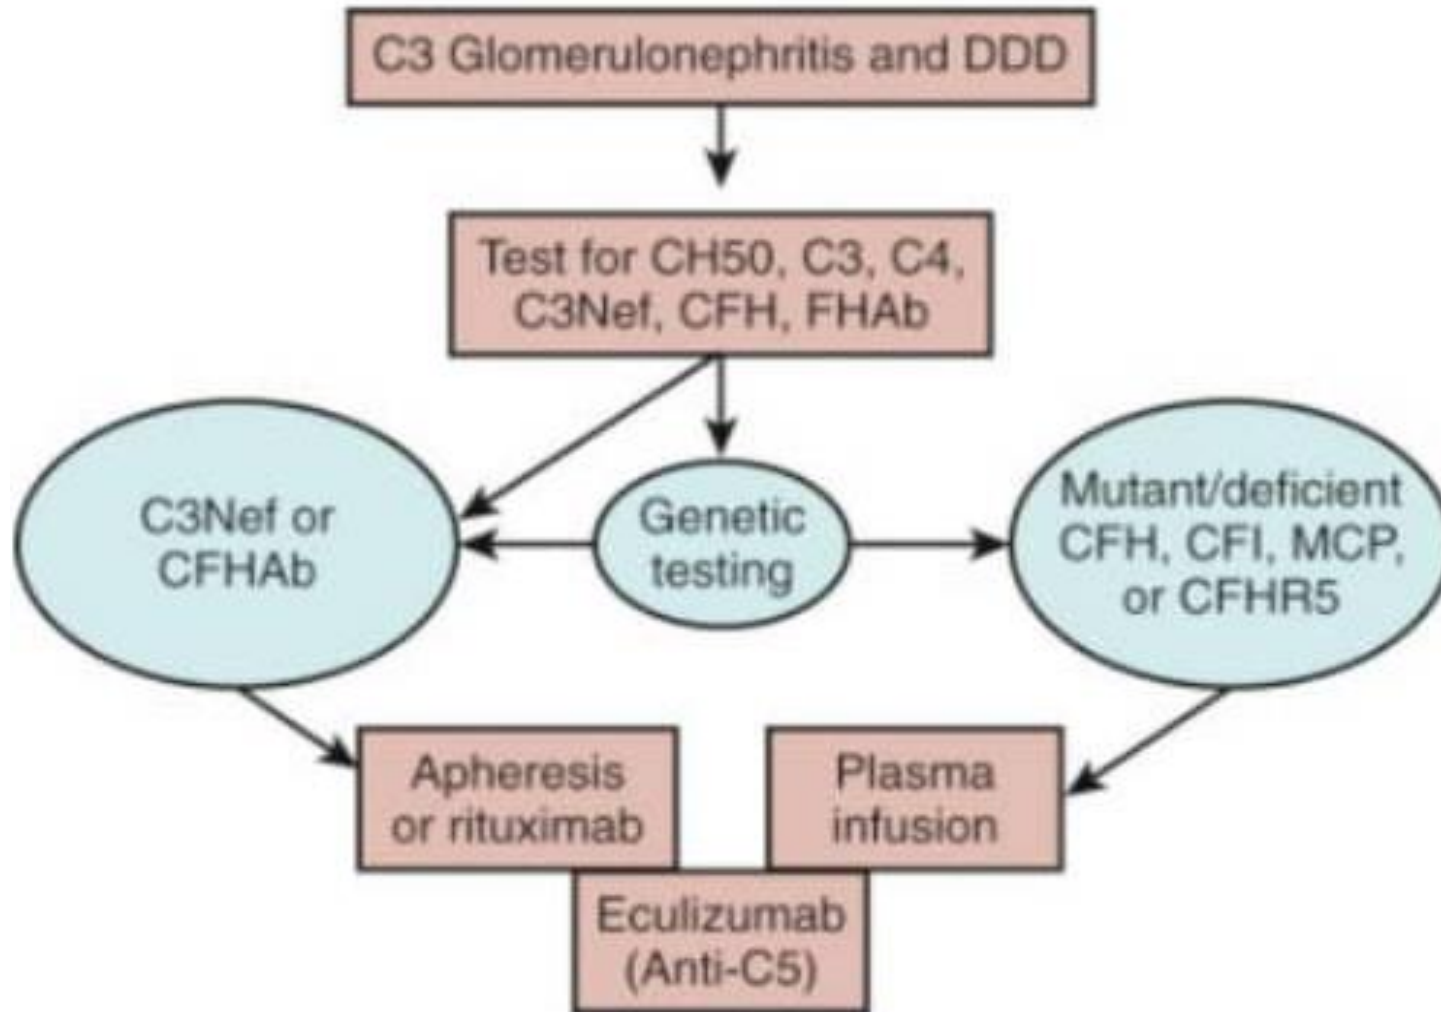 C3 Glomerulonephritis and DDD
Test for CH50, C3, C4,
C3Nef, CFH, FHAb
C3Nef or
CFHAb
Genetic
testing
Mutant/deficient
CFH, CFI, MCP,
or CFHR5
Apheresis
or rituximab
Plasma
infusion
Eculizumab
(Anti-C5)